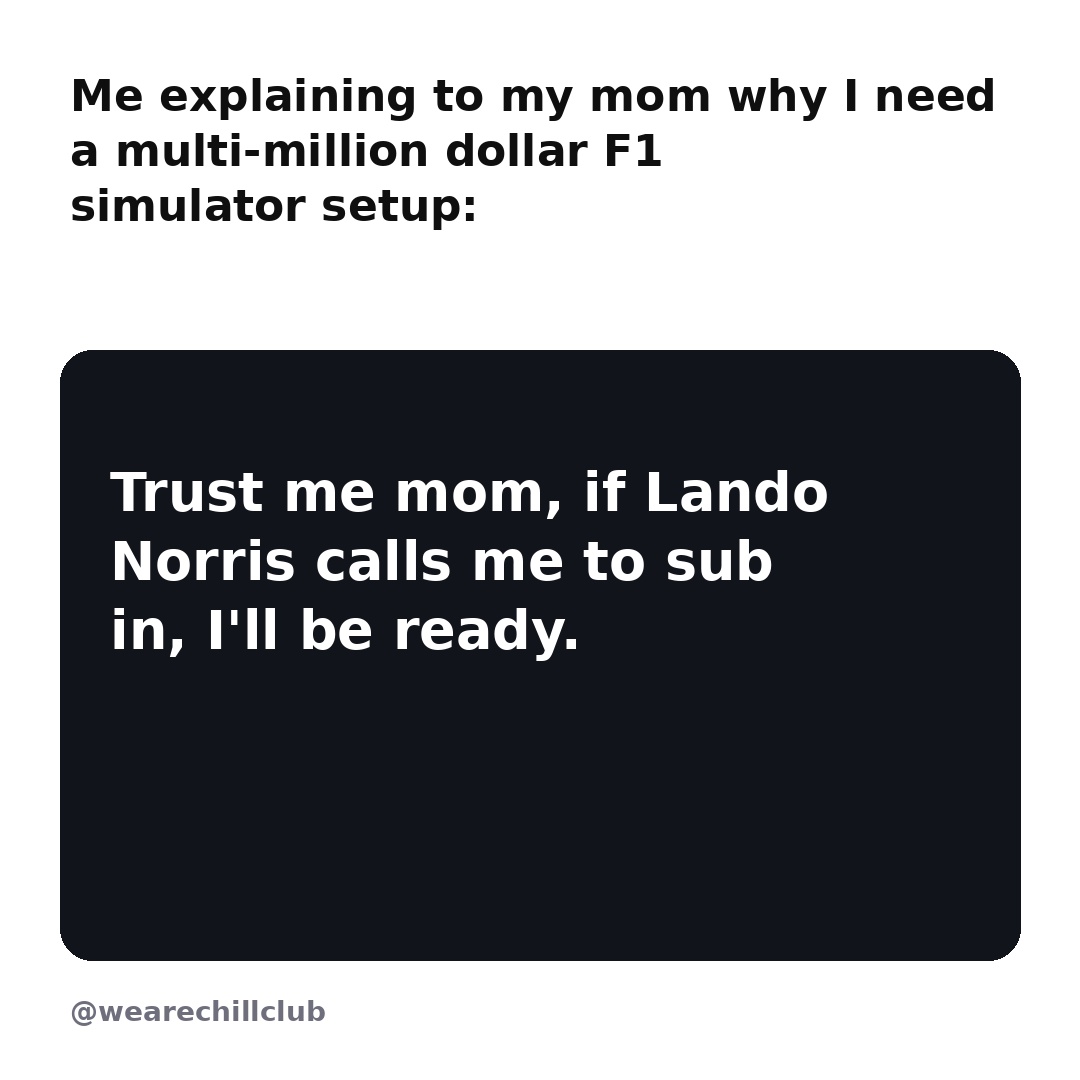 Me explaining to my mom why I need
a multi-million dollar F1
simulator setup:
Trust me mom, if Lando
Norris calls me to sub
in, I'll be ready.
@wearechillclub